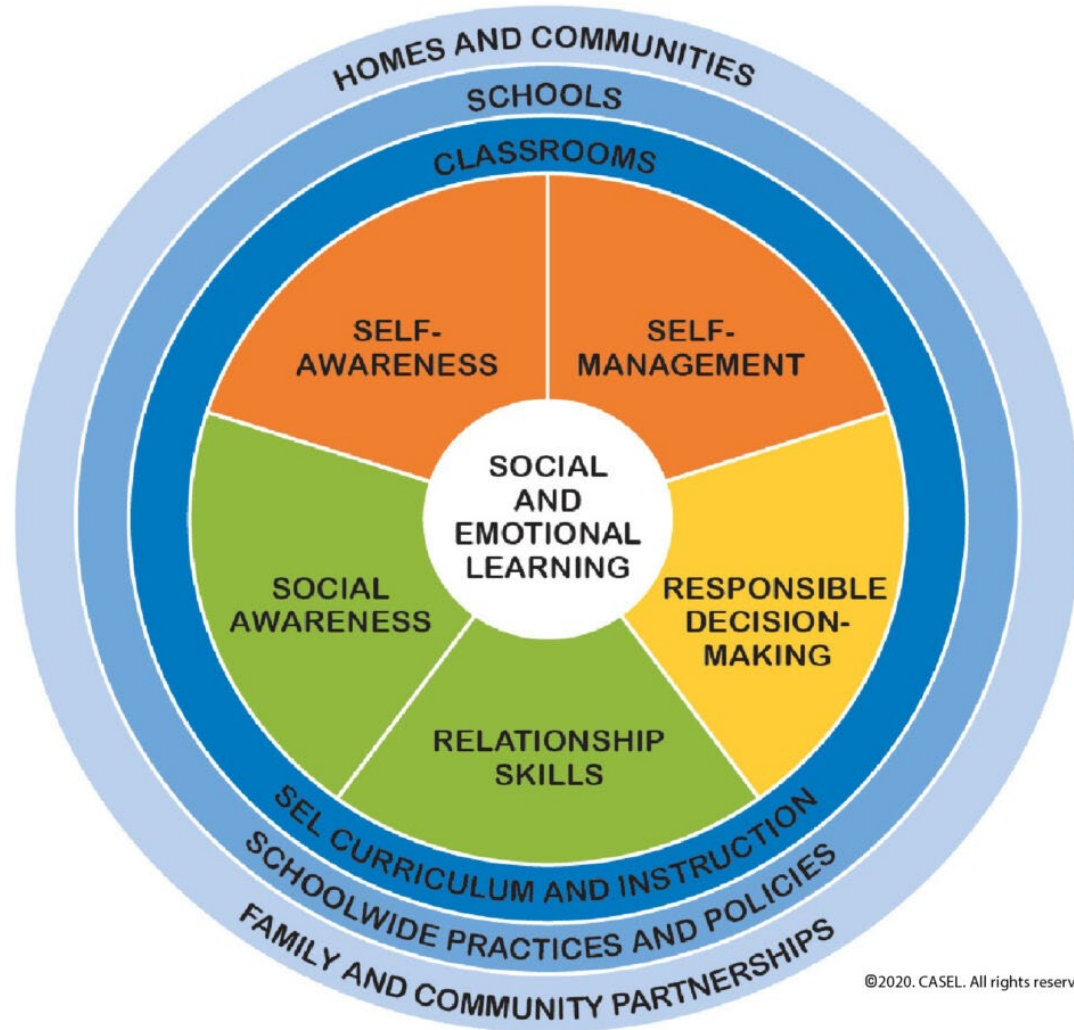 HOMES AND COMMUNITIES
SCHOOLS
CLASSROOMS
SELF-
AWARENESS
SELF-
MANAGEMENT
SOCIAL
AND
EMOTIONAL
LEARNING
SOCIAL
AWARENESS
RESPONSIBLE
DECISION-
MAKING
RELATIONSHIP
SKILLS
SEL CURRICULUM AND INSTRUCTION
SCHOOLWIDE PRACTICES AND POLICIES
FAMILY AND COMMUNITY PARTNERSHIPS
©2020. CASEL. All rights reserv